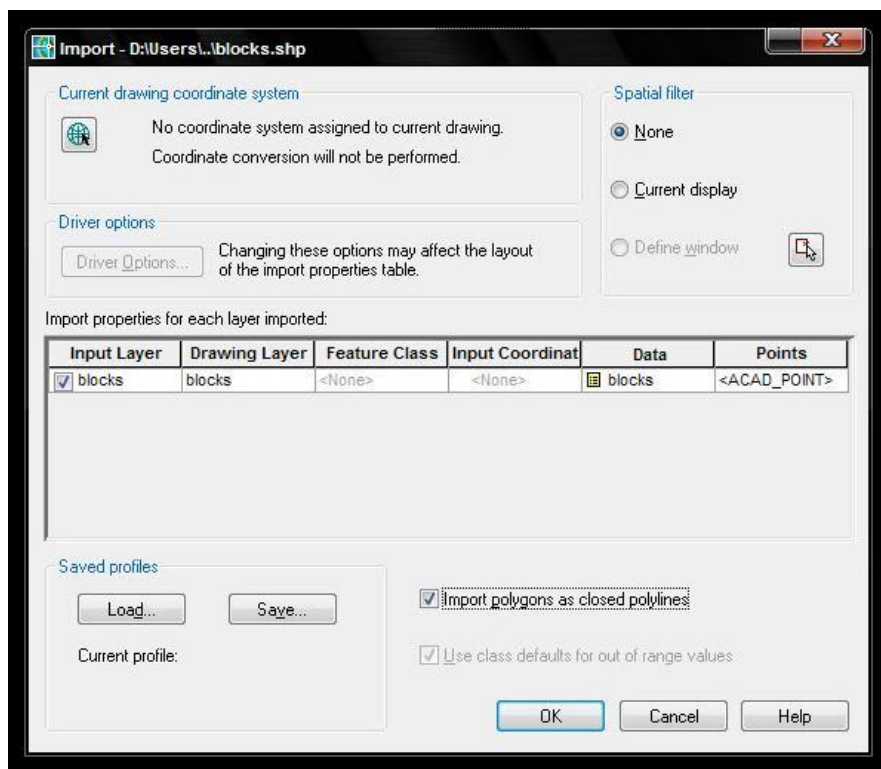 Import - D:\Users\..\blocks.shp
Current drawing coordinate system
No coordinate system assigned to current drawing.
Coordinate conversion will not be performed.
Spatial filter
None
Current display
Define window
Driver options
Driver Options...
Changing these options may affect the layout
of the import properties table.
Import properties for each layer imported:
Input Layer Drawing Layer Feature Class Input Coordinat Data Points
blocks blocks <None> <None> blocks <ACAD_POINT>
Saved profiles
Load... Save...
Current profile:
Import polygons as closed polylines
Use class defaults for out of range values
OK Cancel Help